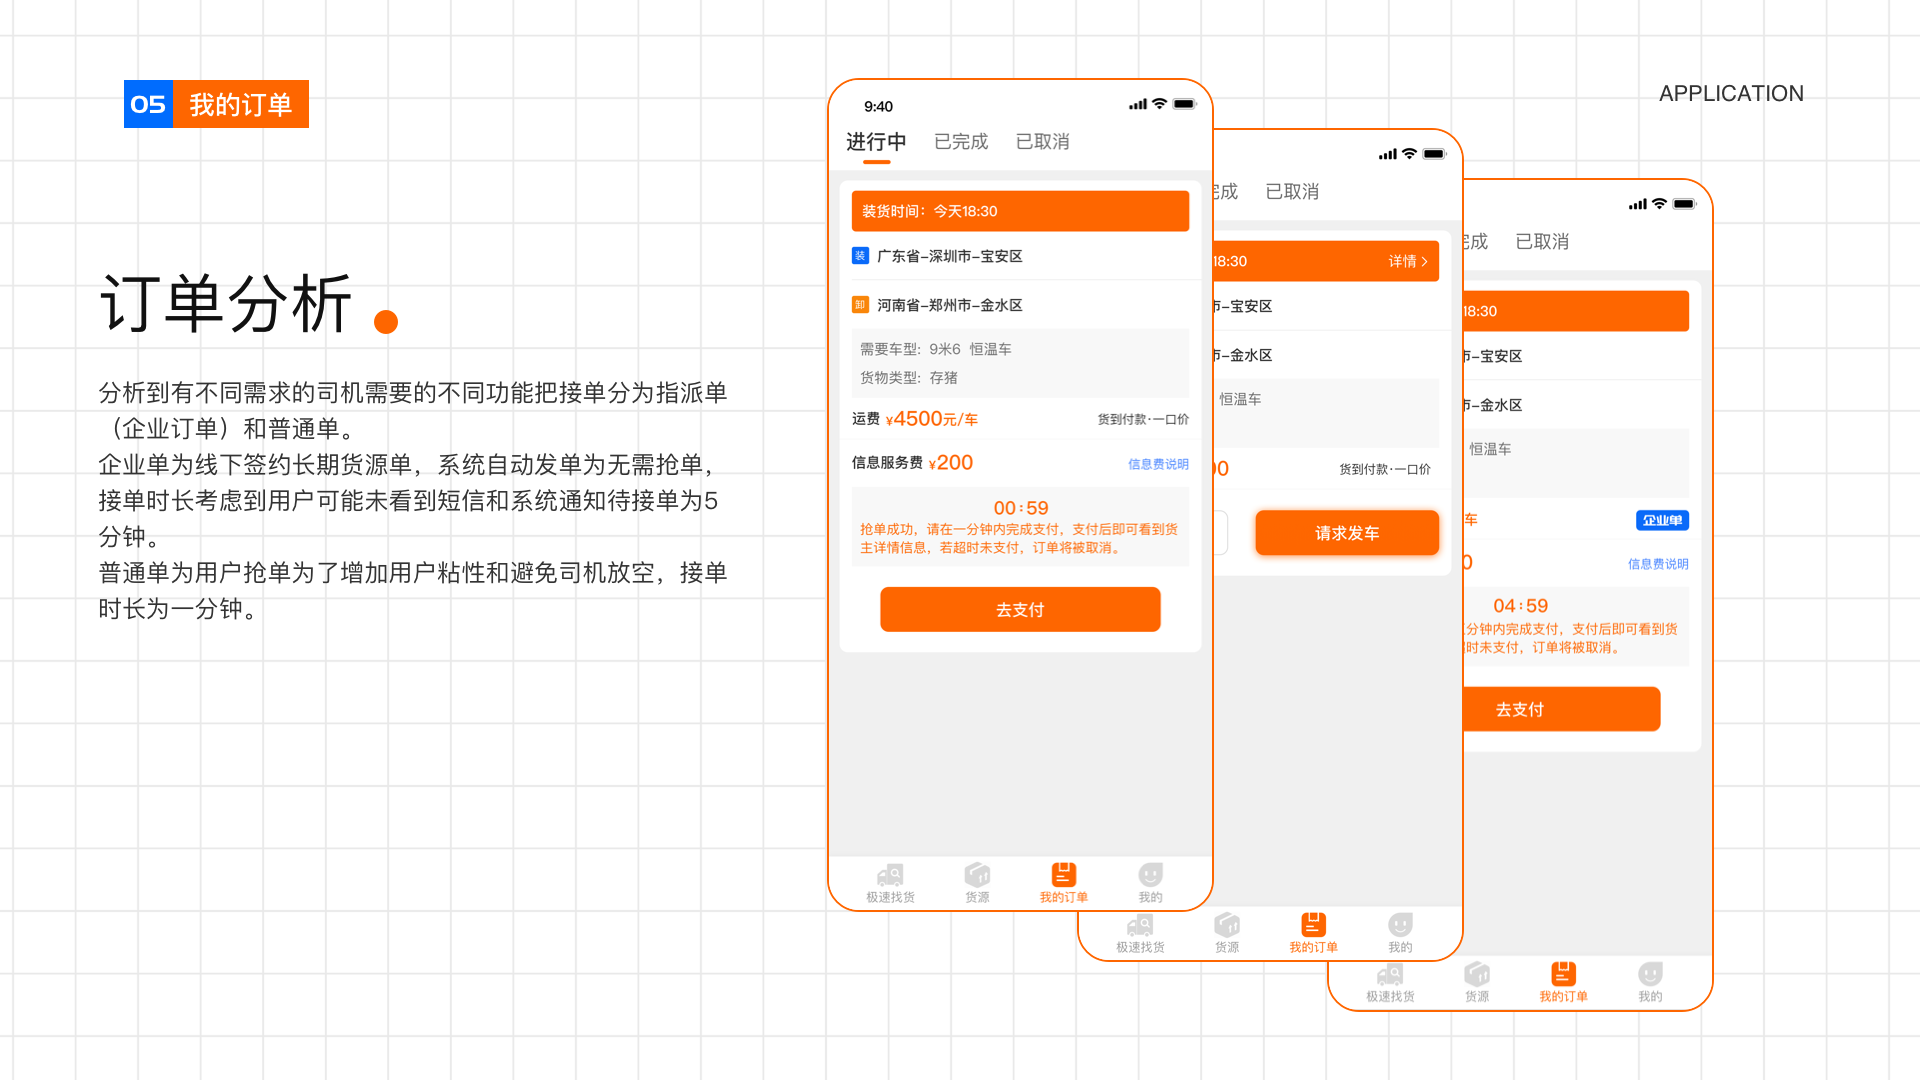 05 我的订单
APPLICATION
订单分析
分析到有不同需求的司机需要的不同功能把接单分为指派单
（企业订单）和普通单。
企业单为线下签约长期货源单，系统自动发单为无需抢单，
接单时长考虑到用户可能未看到短信和系统通知待接单为5
分钟。
普通单为用户抢单为了增加用户粘性和避免司机放空，接单
时长为一分钟。
9:40
进行中 已完成 已取消
装货时间：今天18:30
装 广东省-深圳市-宝安区
卸 河南省-郑州市-金水区
需要车型: 9米6 恒温车
货物类型: 存猪
运费 ¥4500元/车 货到付款·一口价
信息服务费 ¥200 信息费说明
00:59
抢单成功，请在一分钟内完成支付，支付后即可看到货
主详情信息，若超时未支付，订单将被取消。
去支付
极速找货 货源 我的订单 我的
成 已取消
18:30 详情
-宝安区
-金水区
恒温车
0 货到付款·一口价
请求发车
极速找货 货源 我的订单 我的
成 已取消
18:30
-宝安区
-金水区
恒温车
车 企业单
0 信息费说明
04:59
分钟内完成支付，支付后即可看到货
时未支付，订单将被取消。
去支付
极速找货 货源 我的订单 我的